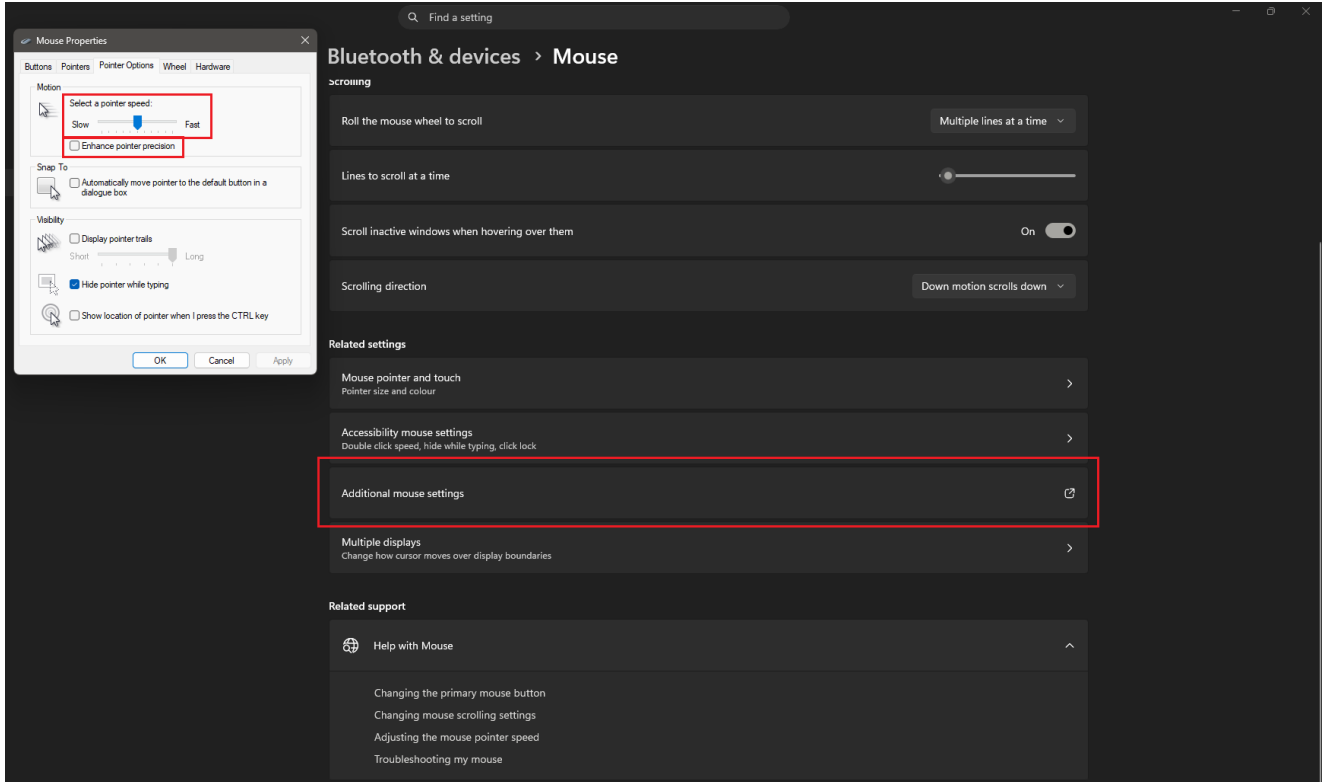 Find a setting
Mouse Properties
Buttons Pointers Pointer Options Wheel Hardware
Motion
Select a pointer speed:
Slow Fast
Enhance pointer precision
Snap To
Automatically move pointer to the default button in a
dialogue box
Visibility
Display pointer trails
Short Long
Hide pointer while typing
Show location of pointer when I press the CTRL key
OK Cancel Apply
Bluetooth & devices > Mouse
Scrolling
Roll the mouse wheel to scroll Multiple lines at a time
Lines to scroll at a time
Scroll inactive windows when hovering over them On
Scrolling direction Down motion scrolls down
Related settings
Mouse pointer and touch
Pointer size and colour
Accessibility mouse settings
Double click speed, hide while typing, click lock
Additional mouse settings
Multiple displays
Change how cursor moves over display boundaries
Related support
Help with Mouse
Changing the primary mouse button
Changing mouse scrolling settings
Adjusting the mouse pointer speed
Troubleshooting my mouse